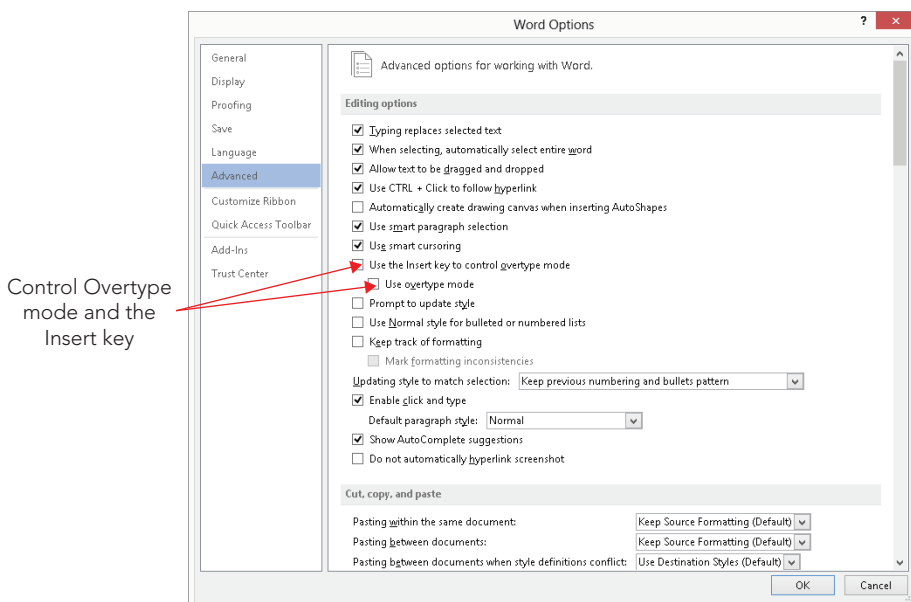 Word Options
?
×
General
Display
Proofing
Save
Language
Advanced
Customize Ribbon
Quick Access Toolbar
Add-Ins
Trust Center
Advanced options for working with Word.
Editing options
Typing replaces selected text
When selecting, automatically select entire word
Allow text to be dragged and dropped
Use CTRL + Click to follow hyperlink
Automatically create drawing canvas when inserting AutoShapes
Use smart paragraph selection
Use smart cursoring
Use the Insert key to control overtype mode
Use overtype mode
Prompt to update style
Use Normal style for bulleted or numbered lists
Keep track of formatting
Mark formatting inconsistencies
Updating style to match selection: Keep previous numbering and bullets pattern
Enable click and type
Default paragraph style: Normal
Show AutoComplete suggestions
Do not automatically hyperlink screenshot
Cut, copy, and paste
Pasting within the same document: Keep Source Formatting (Default)
Pasting between documents: Keep Source Formatting (Default)
Pasting between documents when style definitions conflict: Use Destination Styles (Default)
OK Cancel
Control Overtype
mode and the
Insert key